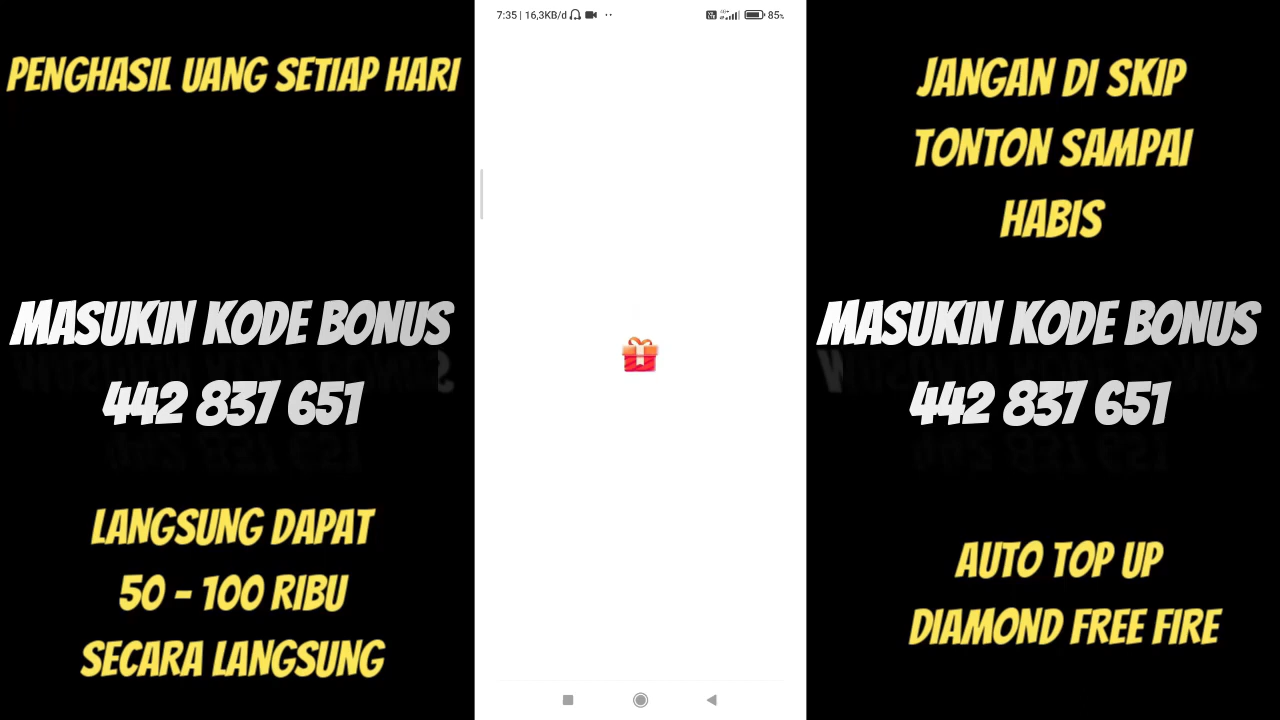 7:35 | 16,3KB/d
85%
PENGHASIL UANG SETIAP HARI
MASUKIN KODE BONUS
442 837 651
LANGSUNG DAPAT
50 - 100 RIBU
SECARA LANGSUNG
JANGAN DI SKIP
TONTON SAMPAI
HABIS
MASUKIN KODE BONUS
442 837 651
AUTO TOP UP
DIAMOND FREE FIRE